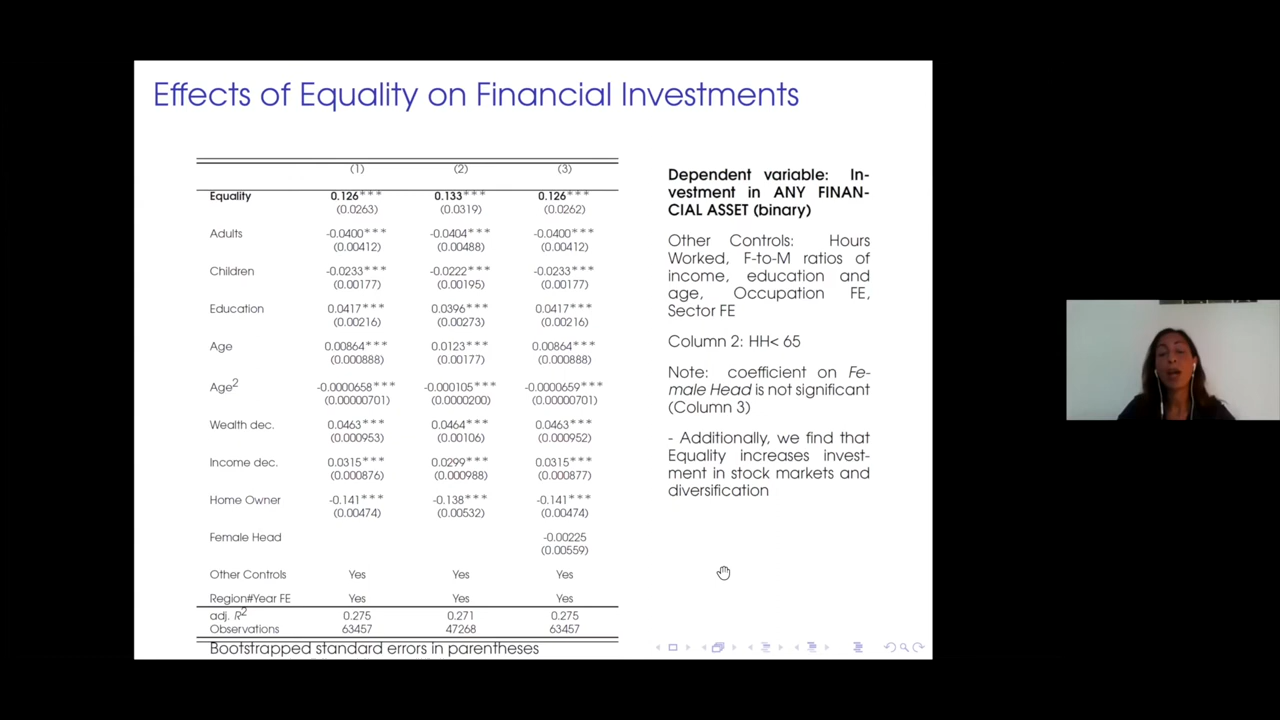 Effects of Equality on Financial Investments
(1) (2) (3)
Equality 0.126*** 0.133*** 0.126***
(0.0263) (0.0319) (0.0262)
Adults -0.0400*** -0.0404*** -0.0400***
(0.00412) (0.00488) (0.00412)
Children -0.0233*** -0.0222*** -0.0233***
(0.00177) (0.00195) (0.00177)
Education 0.0417*** 0.0396*** 0.0417***
(0.00216) (0.00273) (0.00216)
Age 0.00864*** 0.0123*** 0.00864***
(0.000888) (0.00177) (0.000888)
Age² -0.0000658*** -0.000105*** -0.0000659***
(0.00000701) (0.0000200) (0.00000701)
Wealth dec. 0.0463*** 0.0464*** 0.0463***
(0.000953) (0.00106) (0.000952)
Income dec. 0.0315*** 0.0299*** 0.0315***
(0.000876) (0.000988) (0.000877)
Home Owner -0.141*** -0.138*** -0.141***
(0.00474) (0.00532) (0.00474)
Female Head -0.00225
(0.00559)
Other Controls Yes Yes Yes
Region#Year FE Yes Yes Yes
adj. R² 0.275 0.271 0.275
Observations 63457 47268 63457
Bootstrapped standard errors in parentheses
Dependent variable: In-
vestment in ANY FINAN-
CIAL ASSET (binary)
Other Controls: Hours
Worked, F-to-M ratios of
income, education and
age, Occupation FE,
Sector FE
Column 2: HH< 65
Note: coefficient on Fe-
male Head is not significant
(Column 3)
- Additionally, we find that
Equality increases invest-
ment in stock markets and
diversification